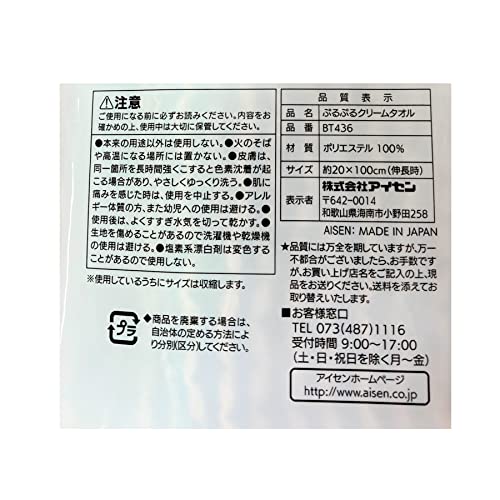 ⚠注意
ご使用になる前に必ずお読みください。内容をお
確かめの上、使用中は大切に保管してください。
●本来の用途以外は使用しない。●火のそば
や高温になる場所には置かない。●皮膚は、
同一箇所を長時間強くこすると色素沈着が起
こる場合があり、やさしくゆっくり洗う。●肌に
痛みを感じた時は、使用を中止する。●アレル
ギー体質の方、また幼児への使用は避ける。●
使用後は、よくすすぎ水気を切って乾かす。●
生地を傷めることがあるので洗濯機や乾燥機
の使用は避ける。●塩素系漂白剤は変色する
ことがあるので使用しない。
※使用しているうちにサイズは収縮します。
プラ
◆商品を廃棄する場合は、
自治体の定める方法によ
り分別(区分)してください。
品質表示
品名 ぷるぷるクリームタオル
品番 BT436
材質 ポリエステル 100%
サイズ 約20×100cm(伸長時)
表示者 株式会社アイセン
〒642-0014
和歌山県海南市小野田258
AISEN: MADE IN JAPAN
★品質には万全を期していますが、万一
不都合がございましたら、お手数です
が、お買い上げ店名をご記入の上、現
品をお送りください。送料を添えてお
取り替えいたします。
■お客様窓口
TEL 073(487)1116
受付時間 9:00〜17:00
(土・日・祝日を除く月〜金)
アイセンホームページ
http://www.aisen.co.jp